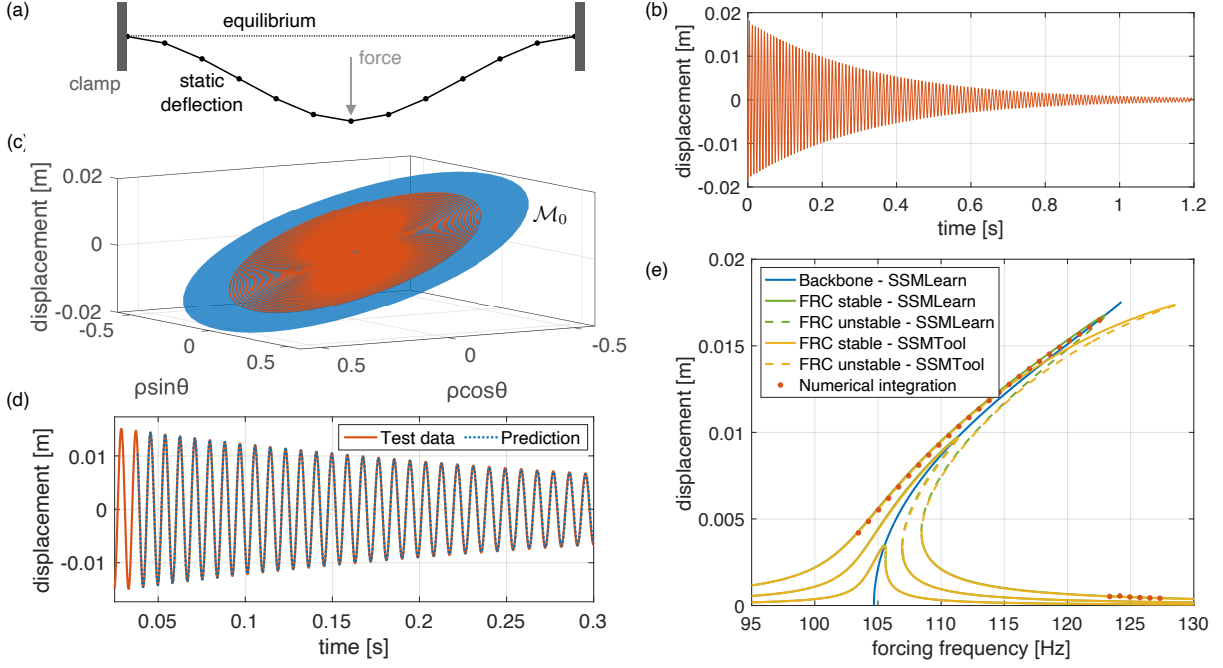 (a)
equilibrium
clamp
static
deflection
force
(b)
displacement [m]
0.02
0.01
0
-0.01
-0.02
0 0.2 0.4 0.6 0.8 1 1.2
time [s]
(c)
displacement [m]
0.02
0
-0.02
-0.5
0
0.5
0.5
0
-0.5
ρsinθ
ρcosθ
M₀
(d)
displacement [m]
0.01
0
-0.01
Test data Prediction
0.05 0.1 0.15 0.2 0.25 0.3
time [s]
(e)
Backbone - SSMLearn
FRC stable - SSMLearn
FRC unstable - SSMLearn
FRC stable - SSMTool
FRC unstable - SSMTool
Numerical integration
displacement [m]
0.02
0.015
0.01
0.005
0
95 100 105 110 115 120 125 130
forcing frequency [Hz]